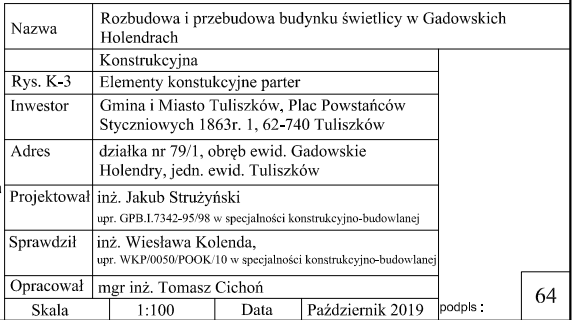 Nazwa Rozbudowa i przebudowa budynku świetlicy w Gadowskich
Holendrach
Konstrukcyjna
Rys. K-3 Elementy konstukcyjne parter
Inwestor Gmina i Miasto Tuliszków, Plac Powstańców
Styczniowych 1863r. 1, 62-740 Tuliszków
Adres działka nr 79/1, obręb ewid. Gadowskie
Holendry, jedn. ewid. Tuliszków
Projektował inż. Jakub Strużyński
upr. GPB.I.7342-95/98 w specjalności konstrukcyjno-budowlanej
Sprawdził inż. Wiesława Kolenda,
upr. WKP/0050/POOK/10 w specjalności konstrukcyjno-budowlanej
Opracował mgr inż. Tomasz Cichoń
Skala 1:100 Data Październik 2019 podpis : 64